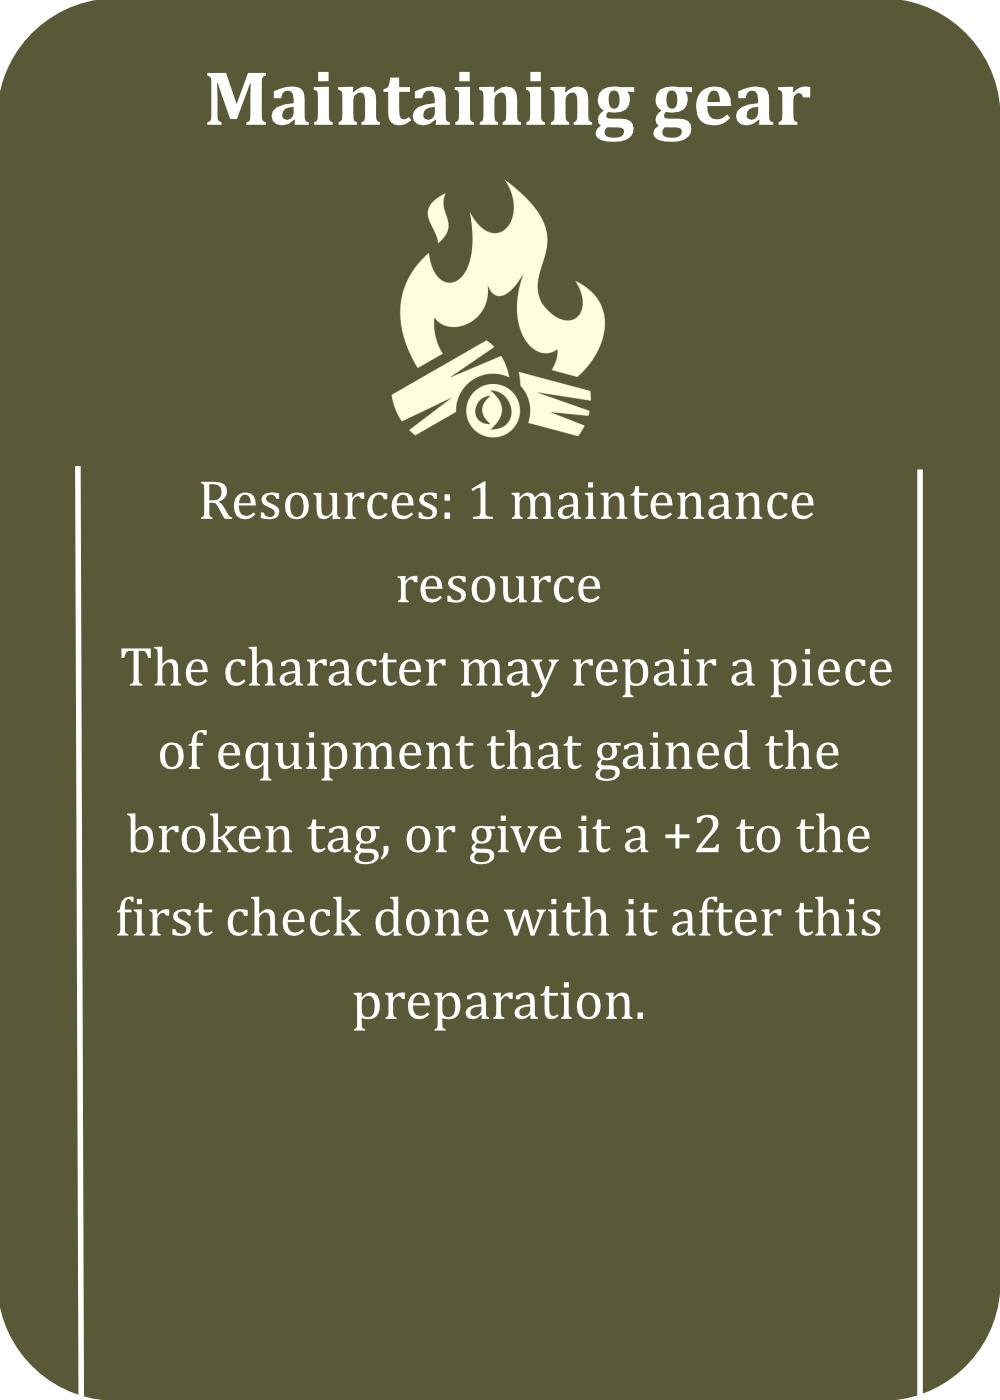 Maintaining gear
Resources: 1 maintenance
resource
The character may repair a piece
of equipment that gained the
broken tag, or give it a +2 to the
first check done with it after this
preparation.